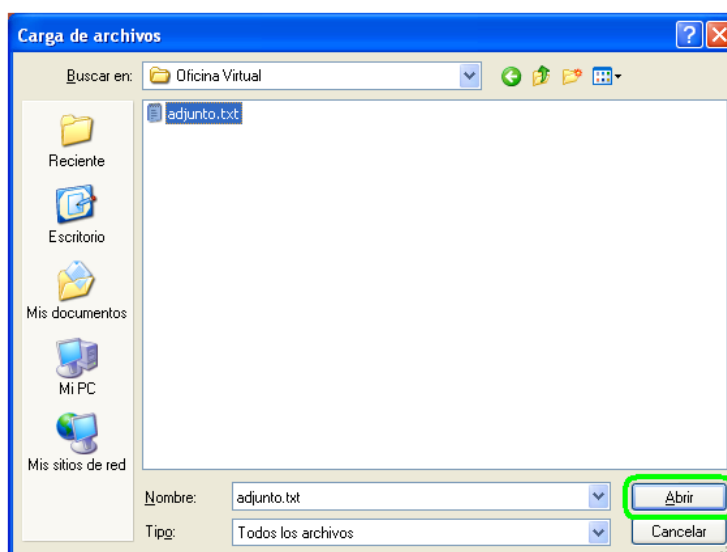 Carga de archivos
Buscar en: Oficina Virtual
adjunto.txt
Reciente
Escritorio
Mis documentos
Mi PC
Mis sitios de red
Nombre: adjunto.txt Abrir
Tipo: Todos los archivos Cancelar